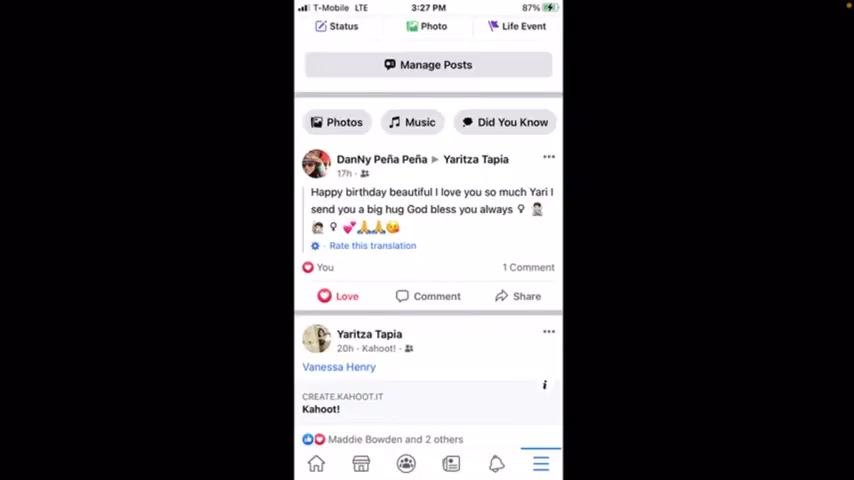 T-Mobile LTE 3:27 PM 87%
Status Photo Life Event
Manage Posts
Photos Music Did You Know
DanNy Peña Peña ▶ Yaritza Tapia
17h ·
Happy birthday beautiful I love you so much Yari I
send you a big hug God bless you always ♀
♀ 💕🙏🙏😘
· Rate this translation
You 1 Comment
Love Comment Share
Yaritza Tapia
20h · Kahoot! ·
Vanessa Henry
CREATE.KAHOOT.IT
Kahoot!
Maddie Bowden and 2 others